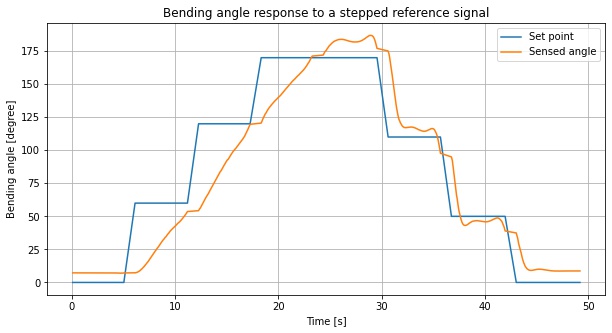 Bending angle response to a stepped reference signal
Set point
Sensed angle
Bending angle [degree]
175
150
125
100
75
50
25
0
0 10 20 30 40 50
Time [s]